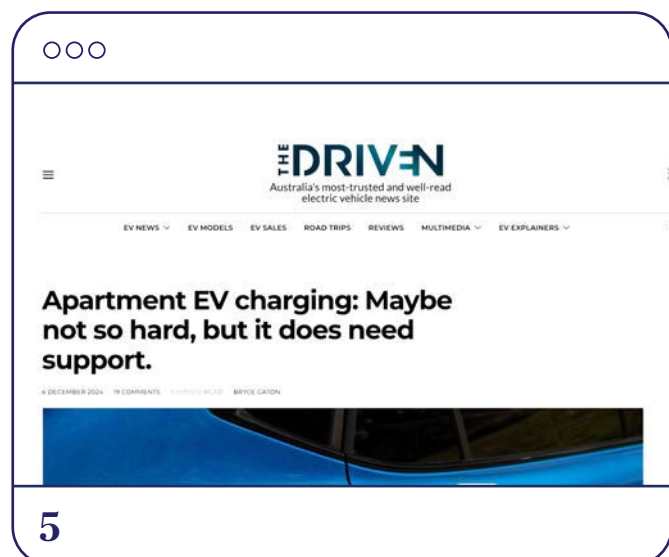 THE DRIVEN
Australia's most-trusted and well-read
electric vehicle news site
EV NEWS EV MODELS EV SALES ROAD TRIPS REVIEWS MULTIMEDIA EV EXPLAINERS
Apartment EV charging: Maybe
not so hard, but it does need
support.
6 DECEMBER 2024 19 COMMENTS BRYCE GATON
5